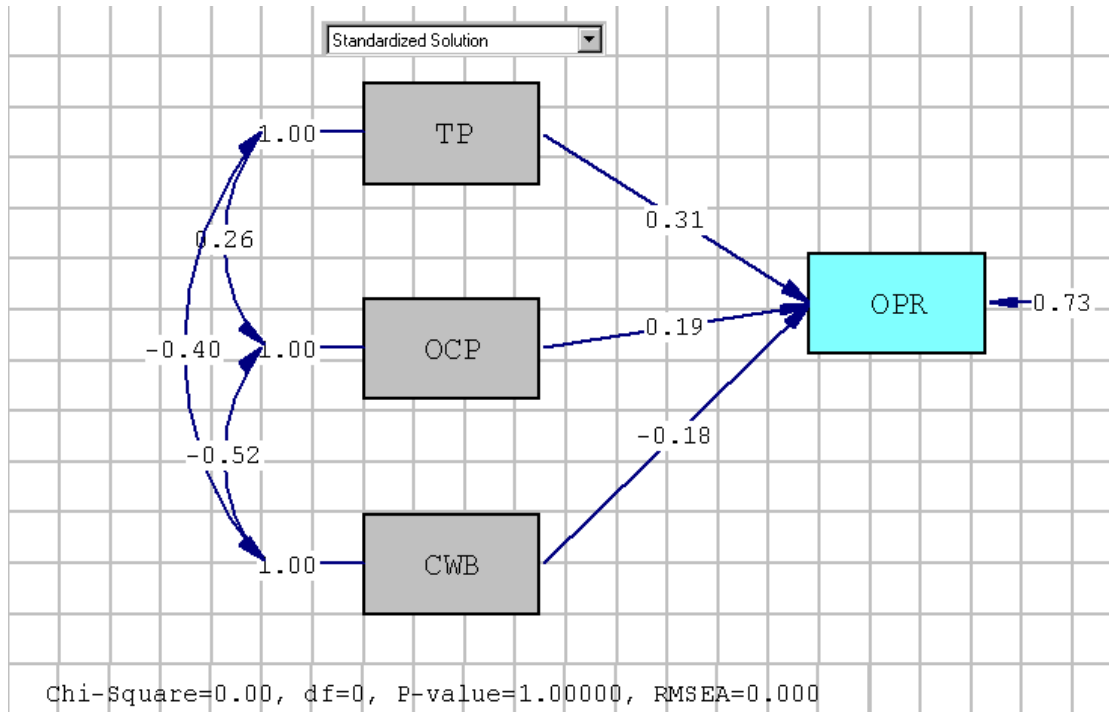 Standardized Solution
1.00
TP
0.31
0.26
OPR
0.73
0.19
-0.40
1.00
OCP
-0.18
-0.52
1.00
CWB
Chi-Square=0.00, df=0, P-value=1.00000, RMSEA=0.000